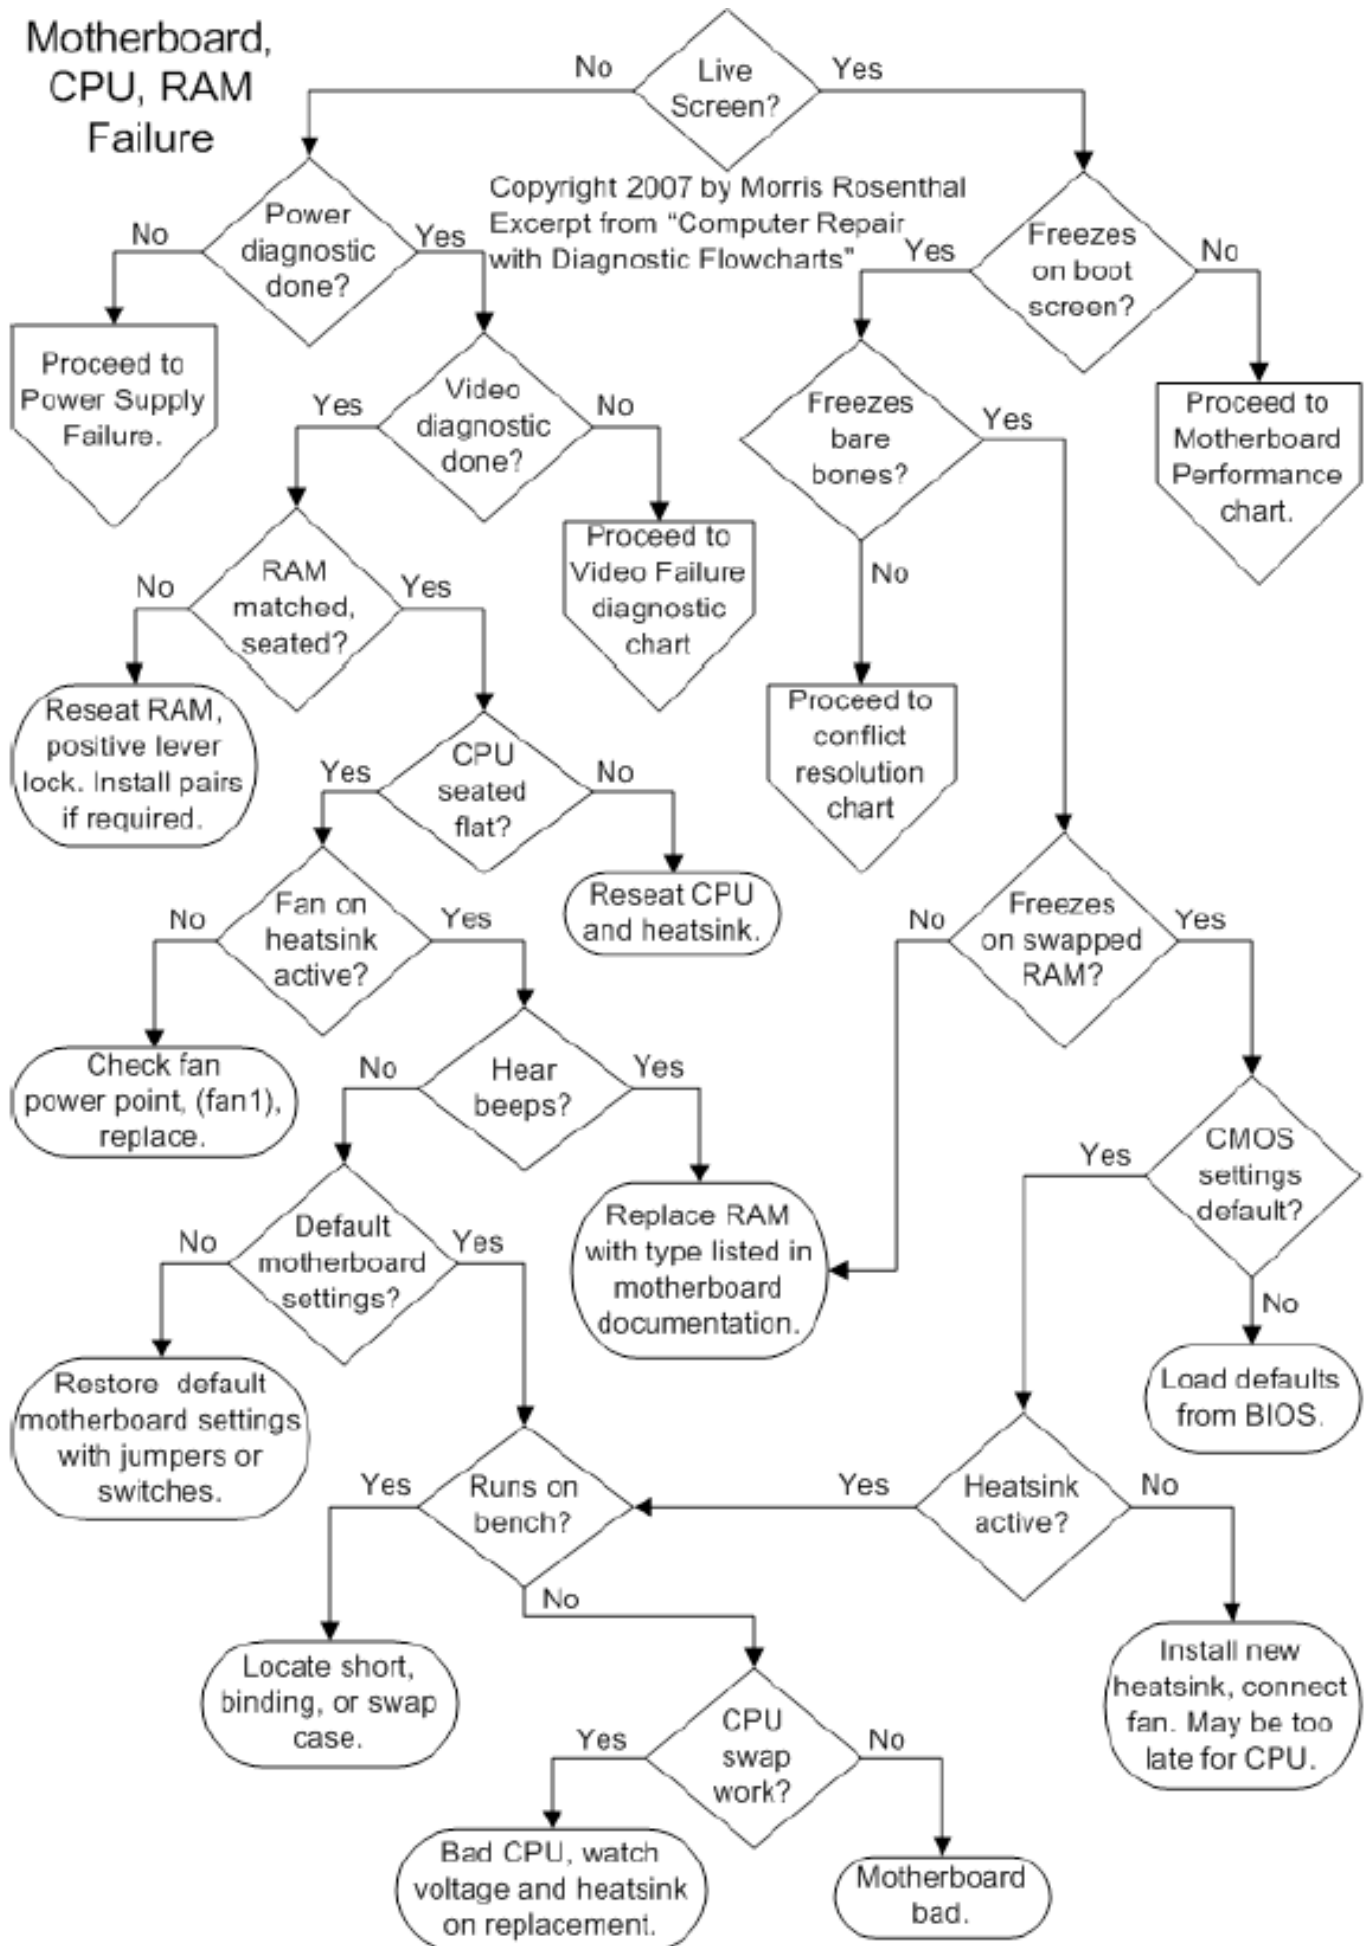 Motherboard,
CPU, RAM
Failure
No
Live
Screen?
Yes
Copyright 2007 by Morris Rosenthal
Excerpt from "Computer Repair
with Diagnostic Flowcharts"
No
Power
diagnostic
done?
Yes
Yes
Freezes
on boot
screen?
No
Proceed to
Power Supply
Failure.
Yes
Video
diagnostic
done?
No
Freezes
bare
bones?
Yes
Proceed to
Motherboard
Performance
chart.
No
RAM
matched,
seated?
Yes
Proceed to
Video Failure
diagnostic
chart
No
Reseat RAM,
positive lever
lock. Install pairs
if required.
Yes
CPU
seated
flat?
No
Proceed to
conflict
resolution
chart
No
Fan on
heatsink
active?
Yes
Reseat CPU
and heatsink.
No
Freezes
on swapped
RAM?
Yes
Check fan
power point, (fan1),
replace.
No
Hear
beeps?
Yes
Yes
CMOS
settings
default?
No
Default
motherboard
settings?
Yes
Replace RAM
with type listed in
motherboard
documentation.
No
Load defaults
from BIOS.
Restore default
motherboard settings
with jumpers or
switches.
Yes
Runs on
bench?
Yes
Heatsink
active?
No
No
Locate short,
binding, or swap
case.
Install new
heatsink, connect
fan. May be too
late for CPU.
Yes
CPU
swap
work?
No
Bad CPU, watch
voltage and heatsink
on replacement.
Motherboard
bad.